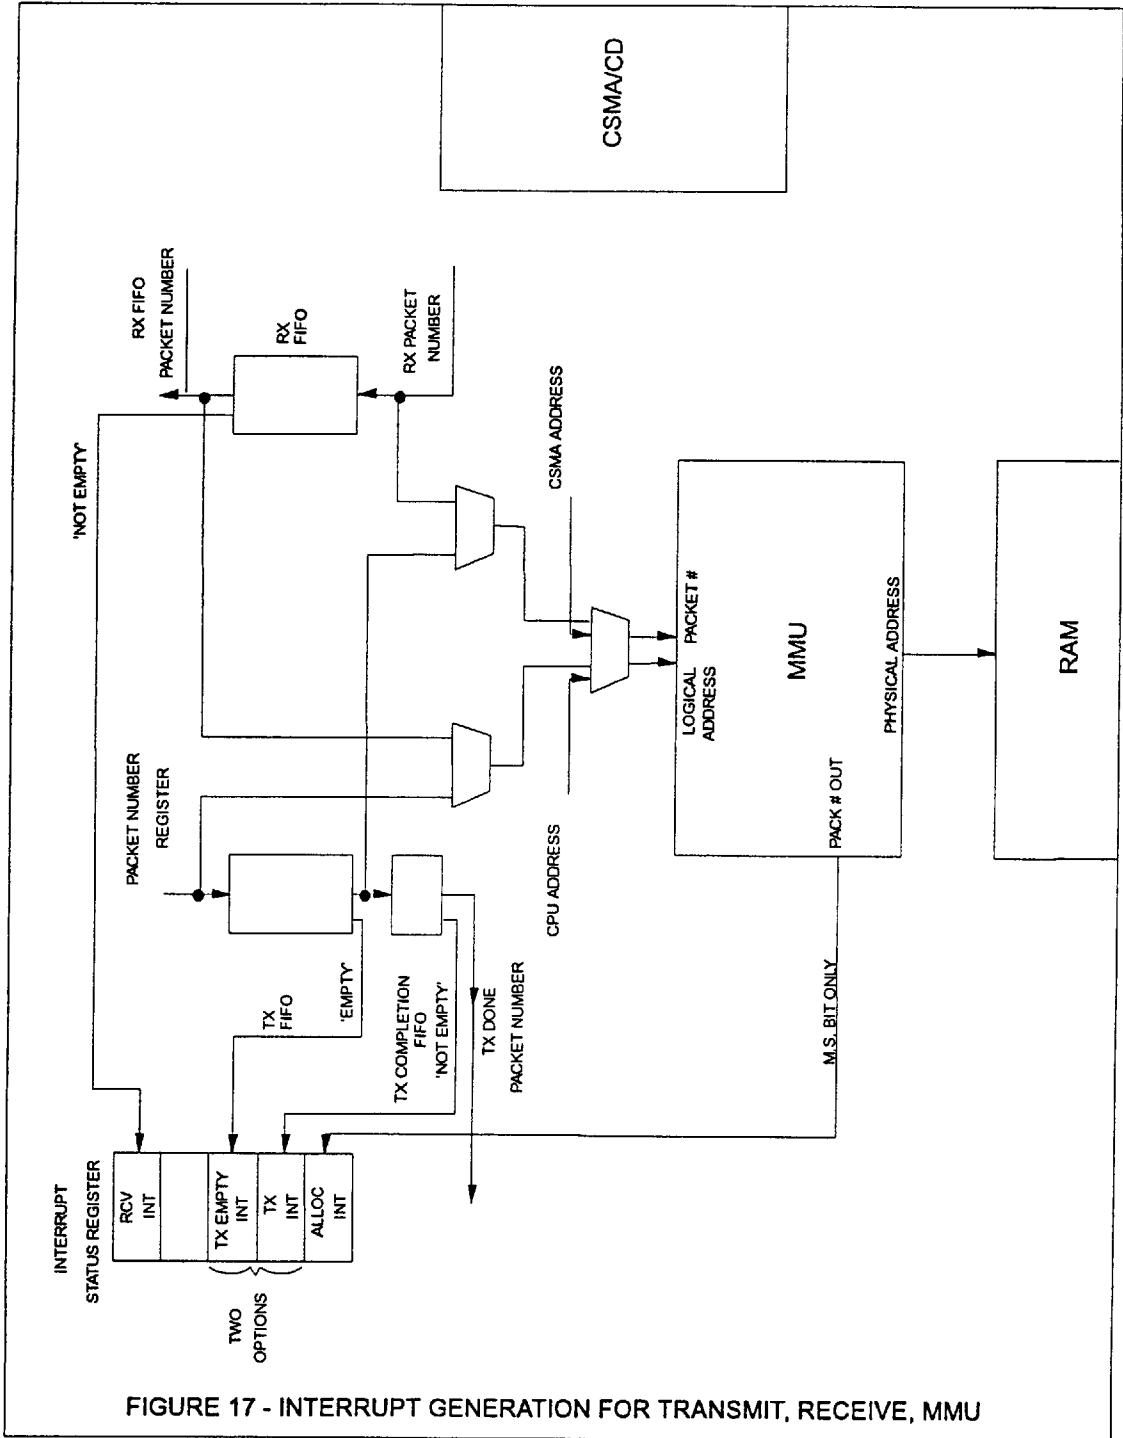 INTERRUPT
STATUS REGISTER
RCV
INT
TX EMPTY
INT
TX
INT
ALLOC
INT
TWO
OPTIONS
'NOT EMPTY'
TX
FIFO
'EMPTY'
TX COMPLETION
FIFO
'NOT EMPTY'
TX DONE
PACKET NUMBER
PACKET NUMBER
REGISTER
RX FIFO
PACKET NUMBER
RX
FIFO
RX PACKET
NUMBER
CPU ADDRESS
CSMA ADDRESS
M.S. BIT ONLY
LOGICAL
ADDRESS
PACKET #
MMU
PACK # OUT
PHYSICAL ADDRESS
RAM
CSMA/CD
FIGURE 17 - INTERRUPT GENERATION FOR TRANSMIT, RECEIVE, MMU